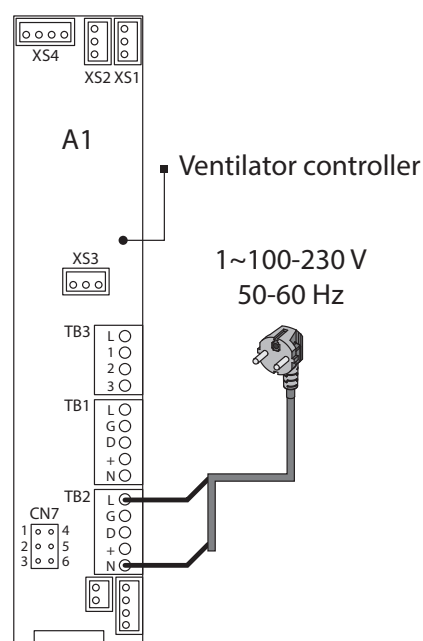 XS4
XS2 XS1
A1
Ventilator controller
XS3
1~100-230 V
50-60 Hz
TB3
L
1
2
3
TB1
L
G
D
+
N
TB2
L
G
D
+
N
CN7
1 4
2 5
3 6